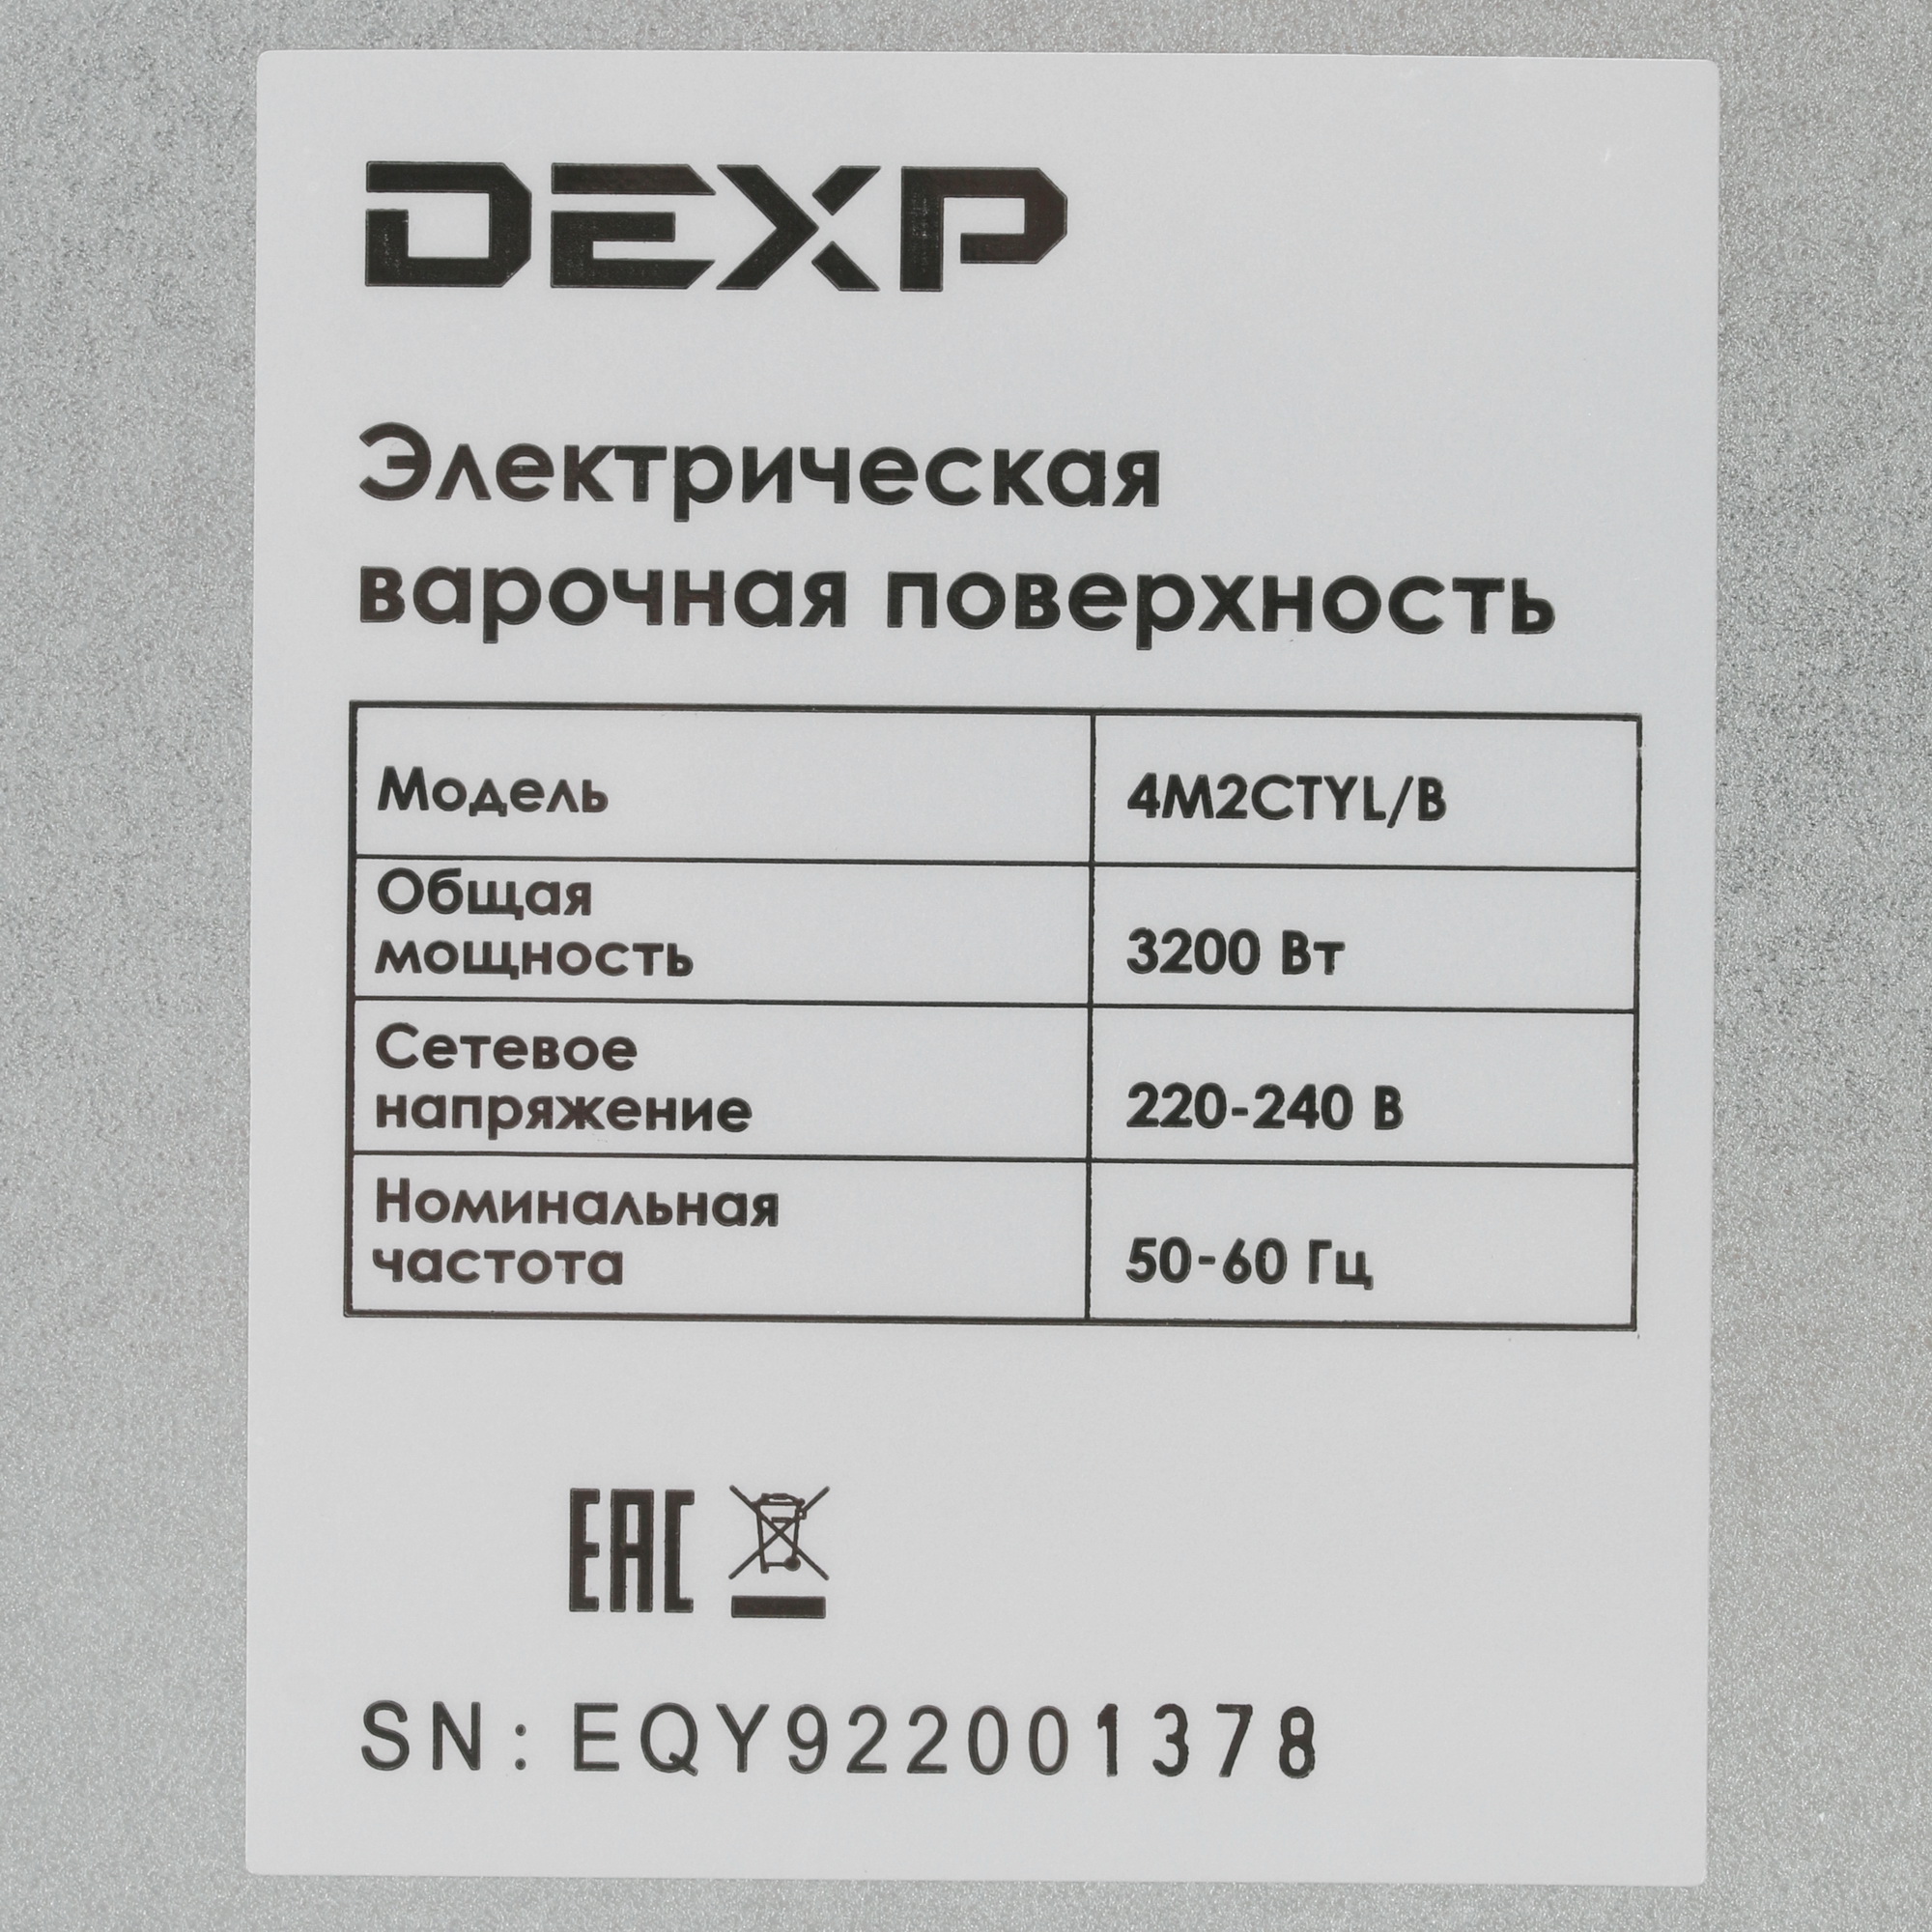 DEXP
Электрическая
варочная поверхность
Модель 4M2CTYL/B
Общая
мощность 3200 Вт
Сетевое
напряжение 220-240 В
Номинальная
частота 50-60 Гц
EAC
SN: EQY922001378